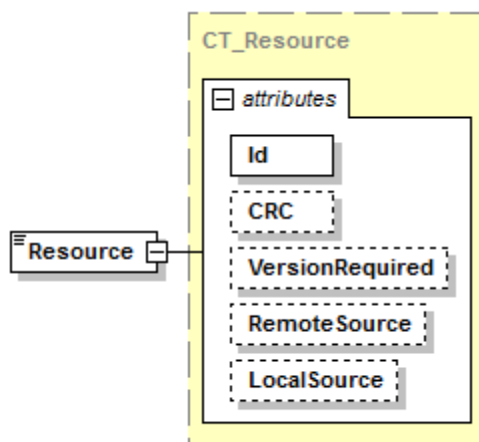 CT_Resource
attributes
Id
CRC
Resource
VersionRequired
RemoteSource
LocalSource